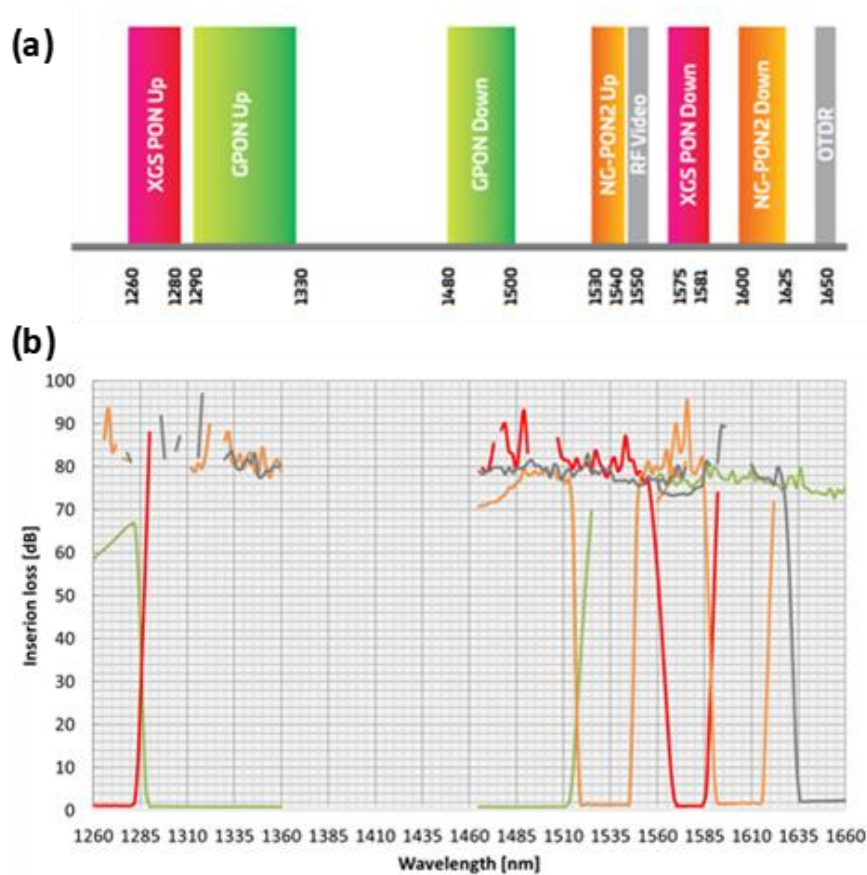 (a)
XGS PON Up
GPON Up
GPON Down
NG-PON2 Up
RF Video
XGS PON Down
NG-PON2 Down
OTDR
1260
1280
1290
1330
1480
1500
1530
1540
1550
1575
1581
1600
1625
1650
(b)
Inserion loss [dB]
100
90
80
70
60
50
40
30
20
10
0
1260 1285 1310 1335 1360 1385 1410 1435 1460 1485 1510 1535 1560 1585 1610 1635 1660
Wavelength [nm]